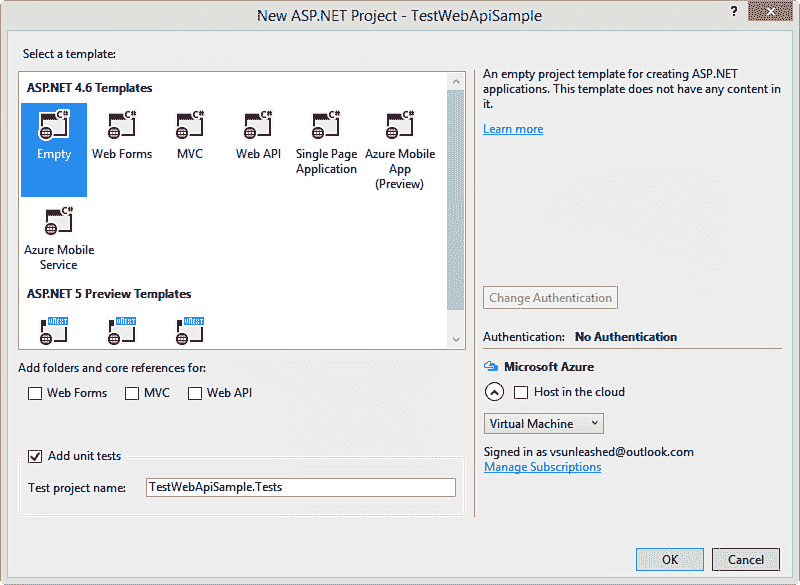 New ASP.NET Project - TestWebApiSample
?
Select a template:
ASP.NET 4.6 Templates
C# C# C# C# C# C#
Empty Web Forms MVC Web API Single Page Application Azure Mobile App (Preview)
C#
Azure Mobile
Service
ASP.NET 5 Preview Templates
Add folders and core references for:
Web Forms MVC Web API
Add unit tests
Test project name: TestWebApiSample.Tests
An empty project template for creating ASP.NET
applications. This template does not have any content in
it.
Learn more
Change Authentication
Authentication: No Authentication
Microsoft Azure
Host in the cloud
Virtual Machine
Signed in as vsunleashed@outlook.com
Manage Subscriptions
OK Cancel